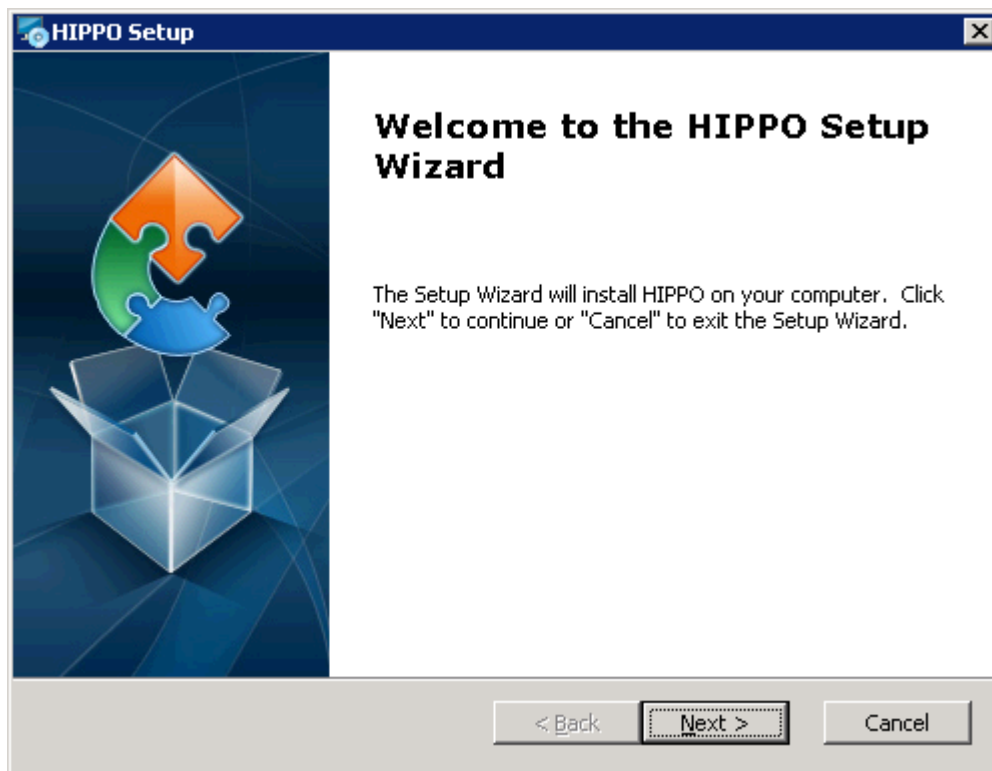 HIPPO Setup
Welcome to the HIPPO Setup
Wizard
The Setup Wizard will install HIPPO on your computer.  Click
"Next" to continue or "Cancel" to exit the Setup Wizard.
< Back
Next >
Cancel